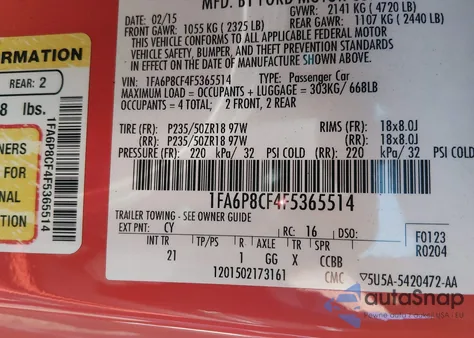 MFD. BY FORD MOTOR
DATE: 02/15 GVWR: 2141 KG (4720 LB)
FRONT GAWR: 1055 KG (2325 LB) REAR GAWR: 1107 KG (2440 LB)
THIS VEHICLE CONFORMS TO ALL APPLICABLE FEDERAL MOTOR
VEHICLE SAFETY, BUMPER, AND THEFT PREVENTION STANDARDS
IN EFFECT ON THE DATE OF MANUFACTURE SHOWN ABOVE.
VIN: 1FA6P8CF4F5365514 TYPE: Passenger Car
MAXIMUM LOAD = OCCUPANTS + LUGGAGE = 303KG/ 668LB
OCCUPANTS = 4 TOTAL; 2 FRONT, 2 REAR
TIRE (FR): P235/50ZR18 97W RIMS (FR): 18x8.0J
(RR): P235/50ZR18 97W (RR): 18x8.0J
PRESSURE (FR): 220 kPa/ 32 PSI COLD (RR): 220 kPa/ 32 PSI COLD
1FA6P8CF4F5365514
TRAILER TOWING - SEE OWNER GUIDE
EXT PNT: CY RC: 16 DSO: F0123
R0204
INT TR TP/PS R AXLE TR SPR
21 1 GG X CCBB
1201502173161 CMC 5U5A-5420472-AA
FORMATION
REAR: 2
8 lbs.
1FA6P8CF4F5365514
NERS
FOR
NAL
TION
autoSnap